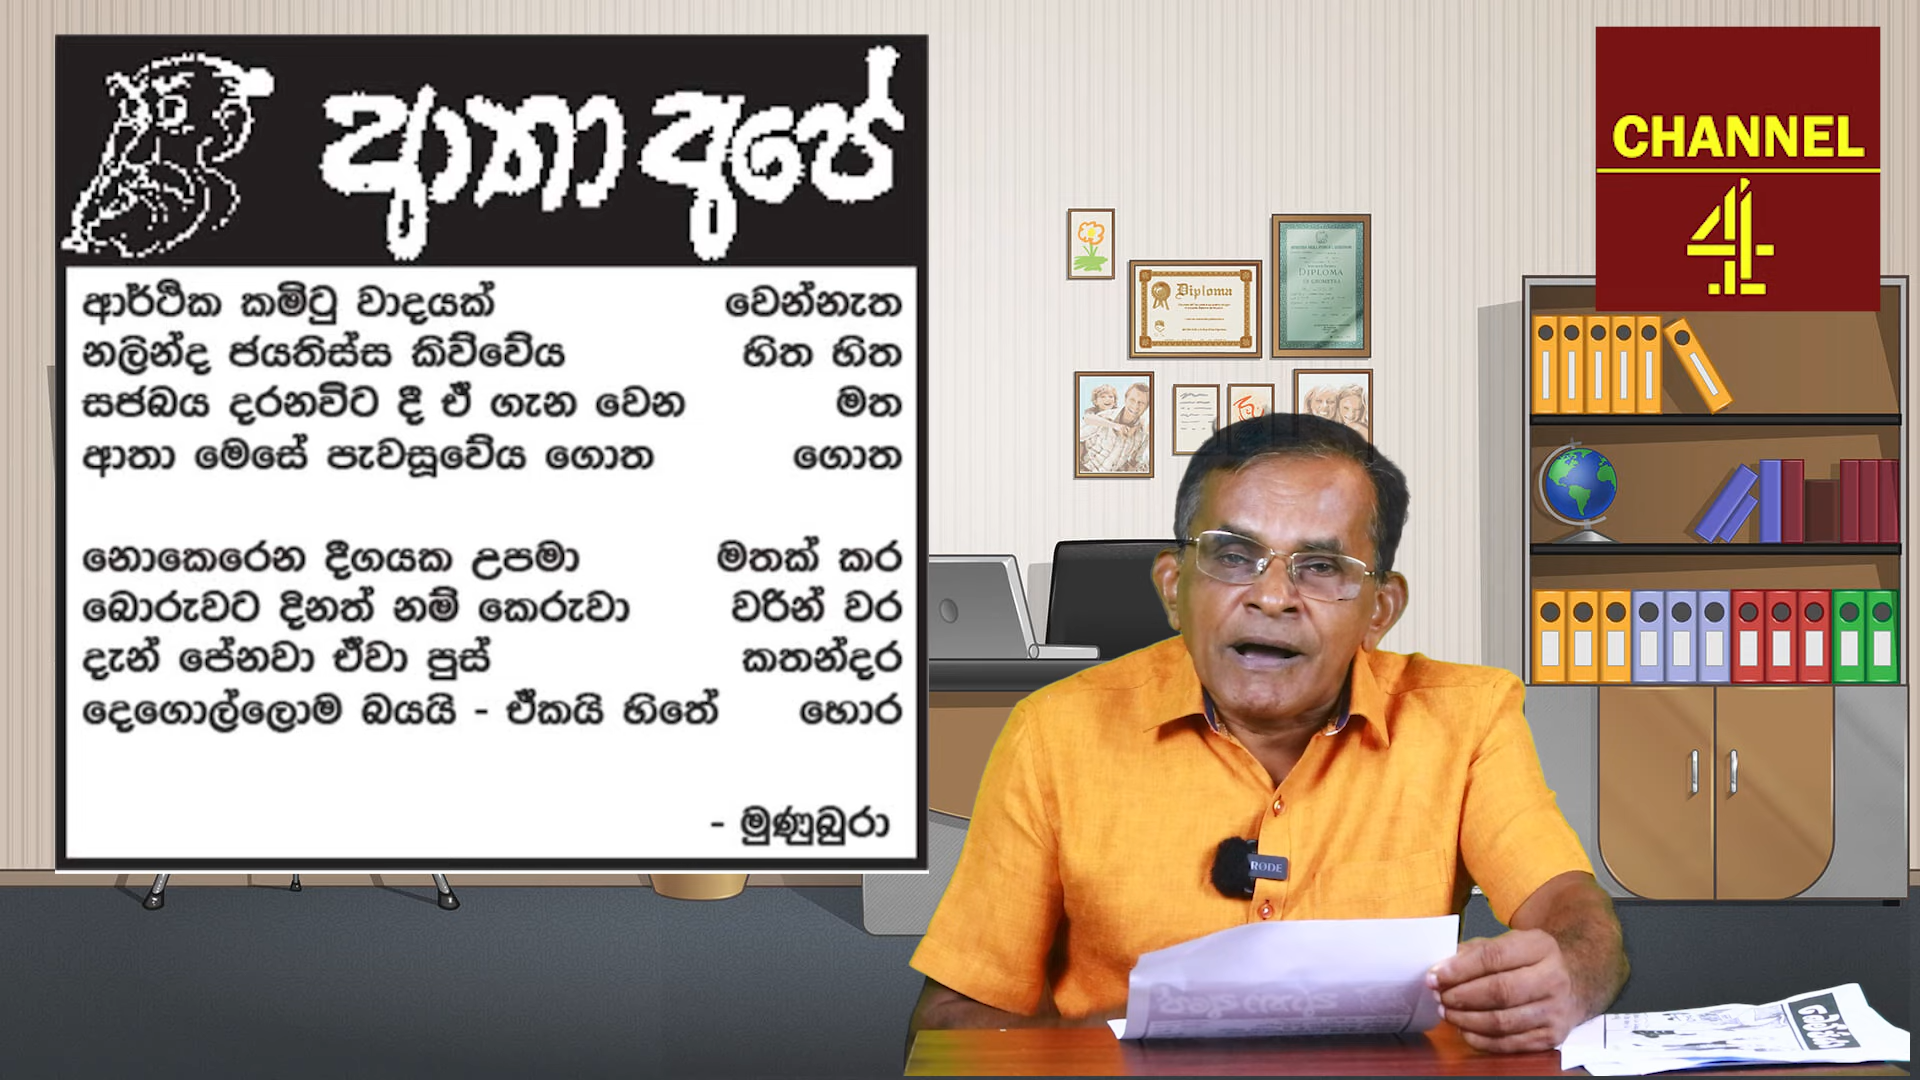 ආතා අපේ
ආර්ථික කමිටු වාදයක් වෙන්නැත
නලින්ද ජයතිස්ස කිව්වේය හිත හිත
සජබය දරනවිට දී ඒ ගැන වෙන මත
ආතා මෙසේ පැවසූවේය ගොත ගොත
නොකෙරෙන දීගයක උපමා මතක් කර
බොරුවට දිනත් නම් කෙරුවා වරින් වර
දැන් පේනවා ඒවා පුස් කතන්දර
දෙගොල්ලොම බයයි - ඒකයි හිතේ හොර
- මුණුබුරා
CHANNEL
4
Diploma
DIPLOMA
RØDE